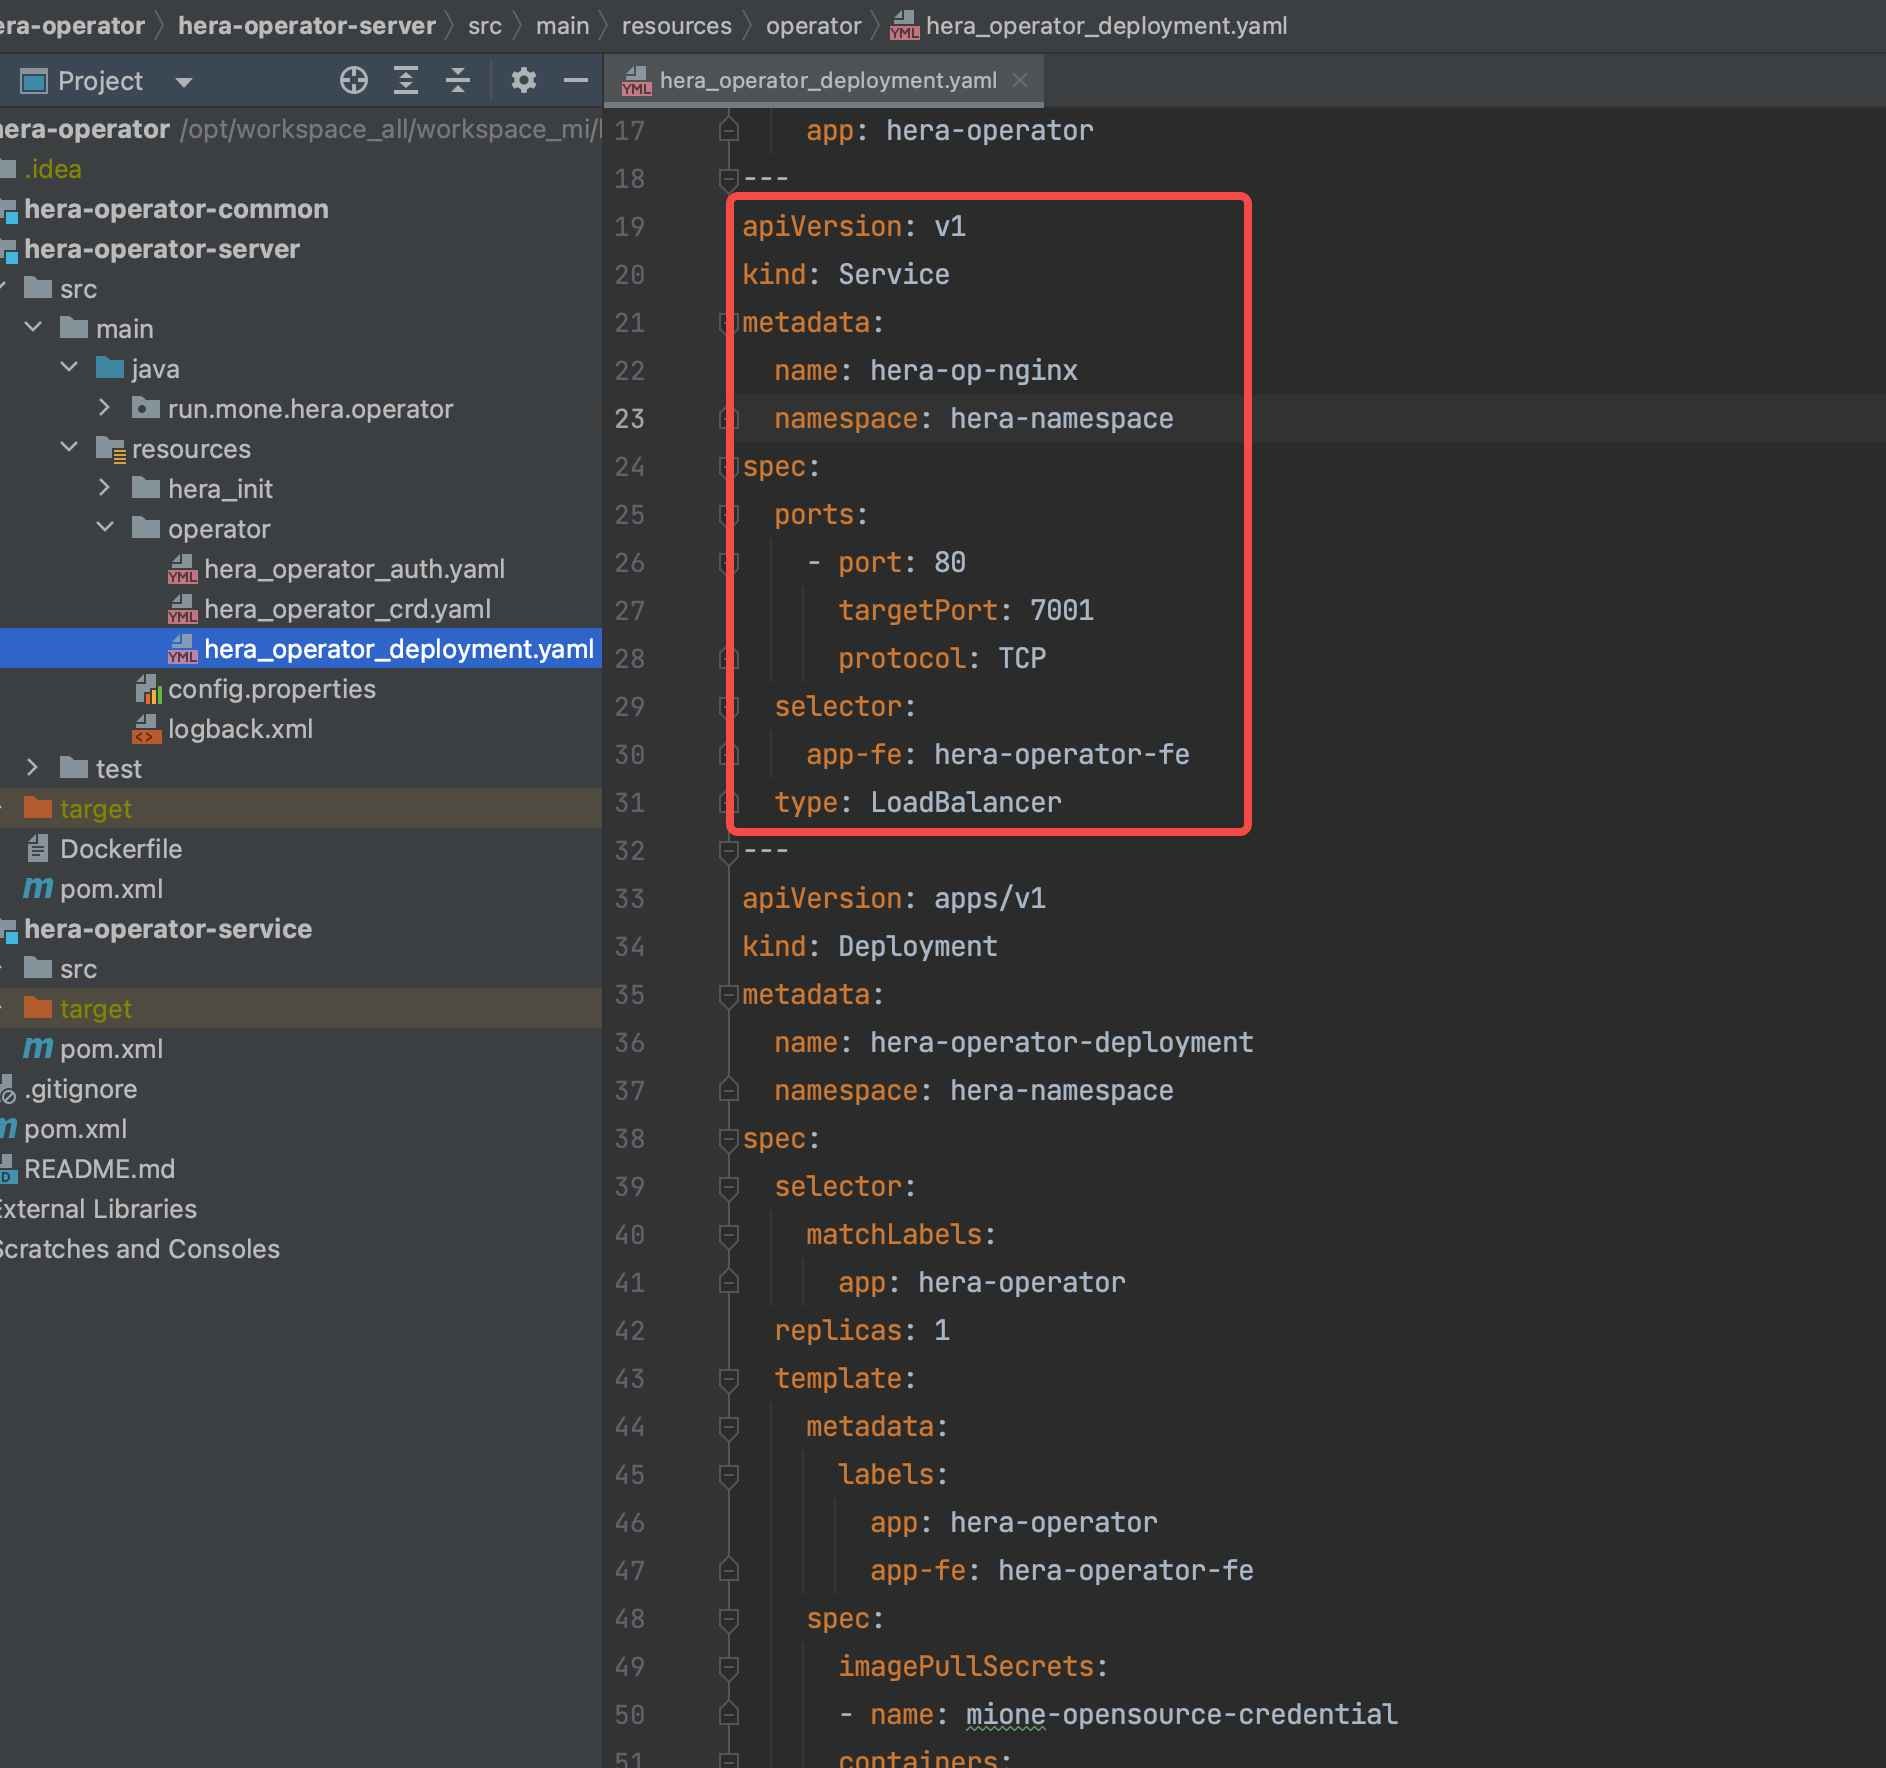 era-operator hera-operator-server src main resources operator hera_operator_deployment.yaml
Project
hera_operator_deployment.yaml
hera-operator /opt/workspace_all/workspace_mi/
.idea
hera-operator-common
hera-operator-server
src
main
java
run.mone.hera.operator
resources
hera_init
operator
hera_operator_auth.yaml
hera_operator_crd.yaml
hera_operator_deployment.yaml
config.properties
logback.xml
test
target
Dockerfile
pom.xml
hera-operator-service
src
target
pom.xml
.gitignore
pom.xml
README.md
External Libraries
Scratches and Consoles
17 app: hera-operator
18 ---
19 apiVersion: v1
20 kind: Service
21 metadata:
22 name: hera-op-nginx
23 namespace: hera-namespace
24 spec:
25 ports:
26 - port: 80
27 targetPort: 7001
28 protocol: TCP
29 selector:
30 app-fe: hera-operator-fe
31 type: LoadBalancer
32 ---
33 apiVersion: apps/v1
34 kind: Deployment
35 metadata:
36 name: hera-operator-deployment
37 namespace: hera-namespace
38 spec:
39 selector:
40 matchLabels:
41 app: hera-operator
42 replicas: 1
43 template:
44 metadata:
45 labels:
46 app: hera-operator
47 app-fe: hera-operator-fe
48 spec:
49 imagePullSecrets:
50 - name: mione-opensource-credential
51 containers: